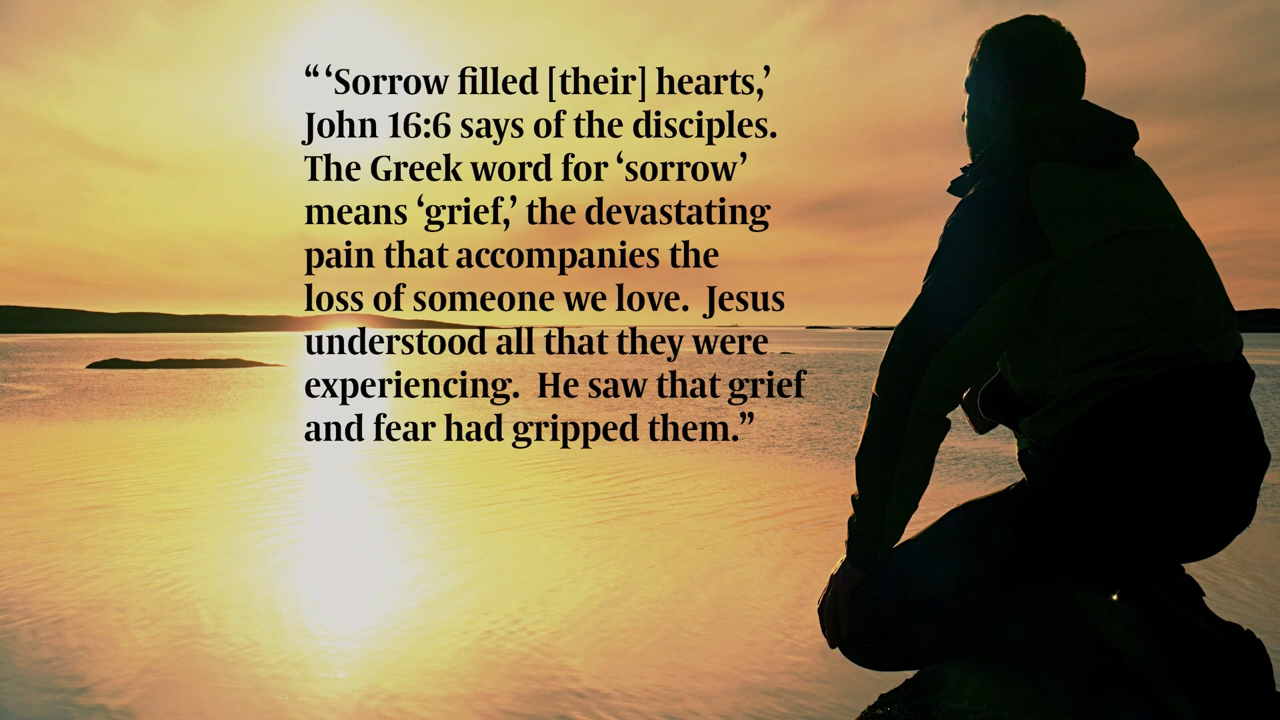 “ ‘Sorrow filled [their] hearts,’
John 16:6 says of the disciples.
The Greek word for ‘sorrow’
means ‘grief,’ the devastating
pain that accompanies the
loss of someone we love.  Jesus
understood all that they were
experiencing.  He saw that grief
and fear had gripped them.”